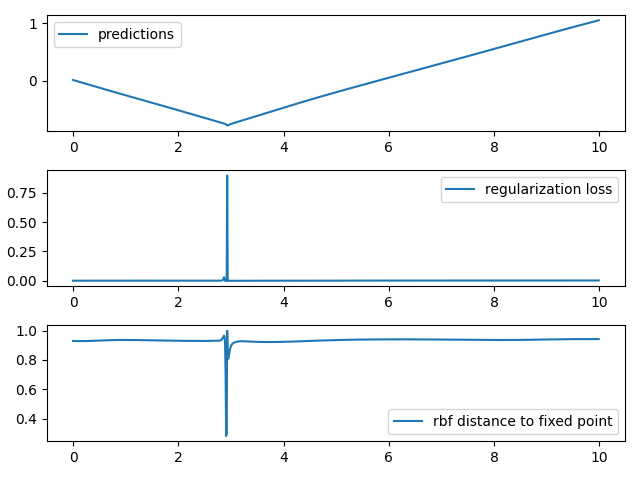 predictions
1
0
0 2 4 6 8 10
regularization loss
0.75
0.50
0.25
0.00
0 2 4 6 8 10
1.0
0.8
0.6
0.4
rbf distance to fixed point
0 2 4 6 8 10